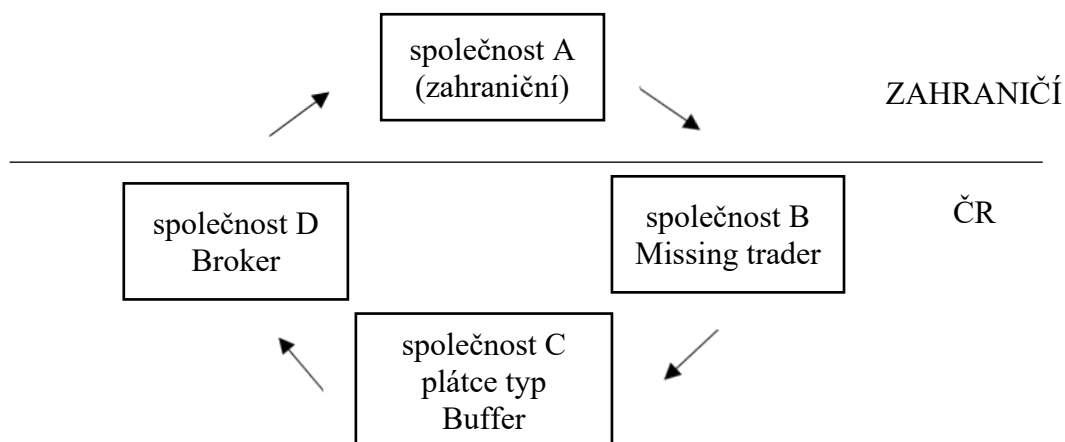 společnost A
(zahraniční)
ZAHRANIČÍ
společnost D
Broker
společnost B
Missing trader
ČR
společnost C
plátce typ
Buffer